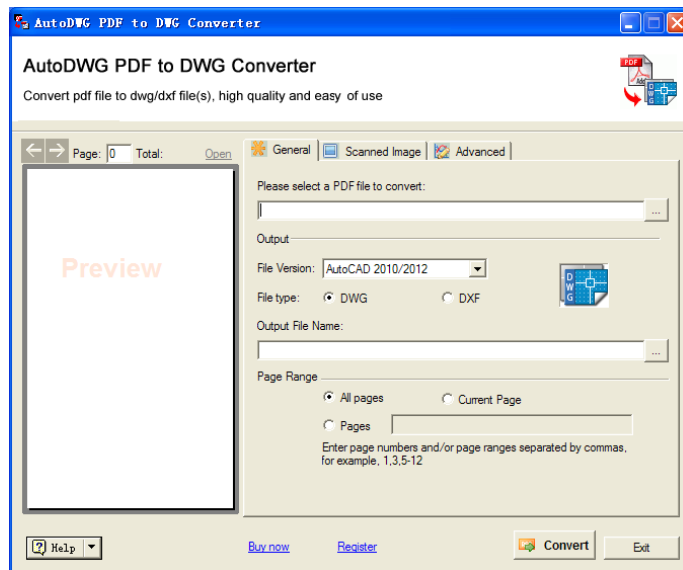 AutoDWG PDF to DWG Converter
AutoDWG PDF to DWG Converter
Convert pdf file to dwg/dxf file(s), high quality and easy of use
PDF
Adobe
DWG
Page: 0 Total: Open
General Scanned Image Advanced
Preview
Please select a PDF file to convert:
...
Output
File Version: AutoCAD 2010/2012
File type: DWG DXF
DWG
Output File Name:
...
Page Range
All pages Current Page
Pages
Enter page numbers and/or page ranges separated by commas,
for example, 1,3,5-12
Help Buy now Register Convert Exit